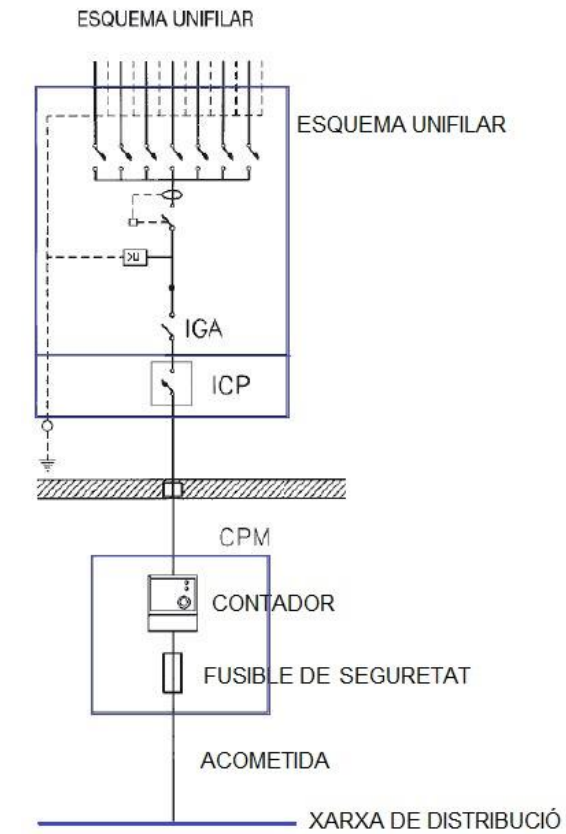 ESQUEMA UNIFILAR
ESQUEMA UNIFILAR
U<
IGA
ICP
CPM
CONTADOR
FUSIBLE DE SEGURETAT
ACOMETIDA
XARXA DE DISTRIBUCIÓ